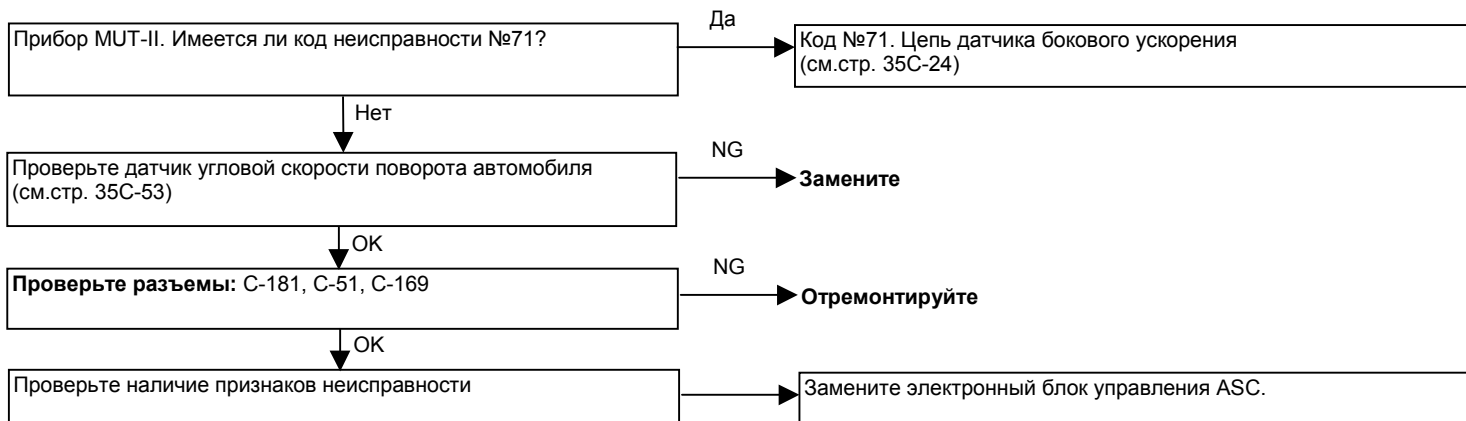 Да
Прибор MUT-II. Имеется ли код неисправности №71?
Код №71. Цепь датчика бокового ускорения
(см.стр. 35C-24)
Нет
Проверьте датчик угловой скорости поворота автомобиля
(см.стр. 35C-53)
NG
Замените
OK
Проверьте разъемы: C-181, C-51, C-169
NG
Отремонтируйте
OK
Проверьте наличие признаков неисправности
Замените электронный блок управления ASC.